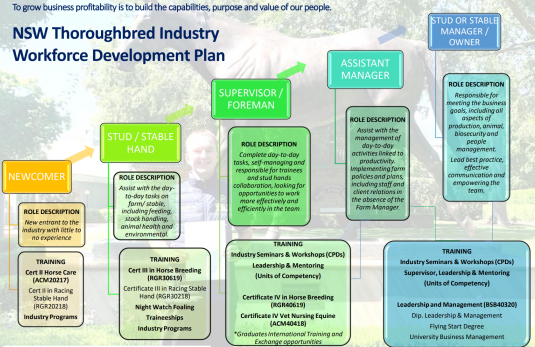 To grow business profitability is to build the capabilities, purpose and value of our people.
NSW Thoroughbred Industry
Workforce Development Plan
NEWCOMER
ROLE DESCRIPTION
New entrant to the
industry with little to
no experience
TRAINING
Cert II Horse Care
(ACM20217)
Cert II in Racing
Stable Hand
(RGR20218)
Industry Programs
STUD / STABLE
HAND
ROLE DESCRIPTION
Assist with the day-
to-day tasks on
farm/ stable,
including feeding,
stock handling,
animal health and
environmental.
TRAINING
Cert III in Horse Breeding
(RGR30619)
Certificate III in Racing Stable
Hand (RGR30218)
Night Watch Foaling
Traineeships
Industry Programs
SUPERVISOR /
FOREMAN
ROLE DESCRIPTION
Complete day-to-day
tasks, self-managing and
responsible for trainees
and stud hands
collaboration, looking for
opportunities to work
more effectively and
efficiently in the team.
TRAINING
Industry Seminars & Workshops (CPDs)
Leadership & Mentoring
(Units of Competency)
Certificate IV in Horse Breeding
(RGR40619)
Certificate IV Vet Nursing Equine
(ACM40418)
*Graduates International Training and
Exchange opportunities
ASSISTANT
MANAGER
ROLE DESCRIPTION
Assist with the
management of
day-to-day
activities linked to
productivity.
Implementing farm
policies and plans,
including staff and
client relations in
the absence of the
Farm Manager.
STUD OR STABLE
MANAGER /
OWNER
ROLE DESCRIPTION
Responsible for
meeting the business
goals, including all
aspects of
production, animal,
biosecurity and
people
management.
Lead best practice,
effective
communication and
empowering the
team.
TRAINING
Industry Seminars & Workshops (CPDs)
Supervisor, Leadership & Mentoring
(Units of Competency)
Leadership and Management (BSB40320)
Dip. Leadership & Management
Flying Start Degree
University Business Management